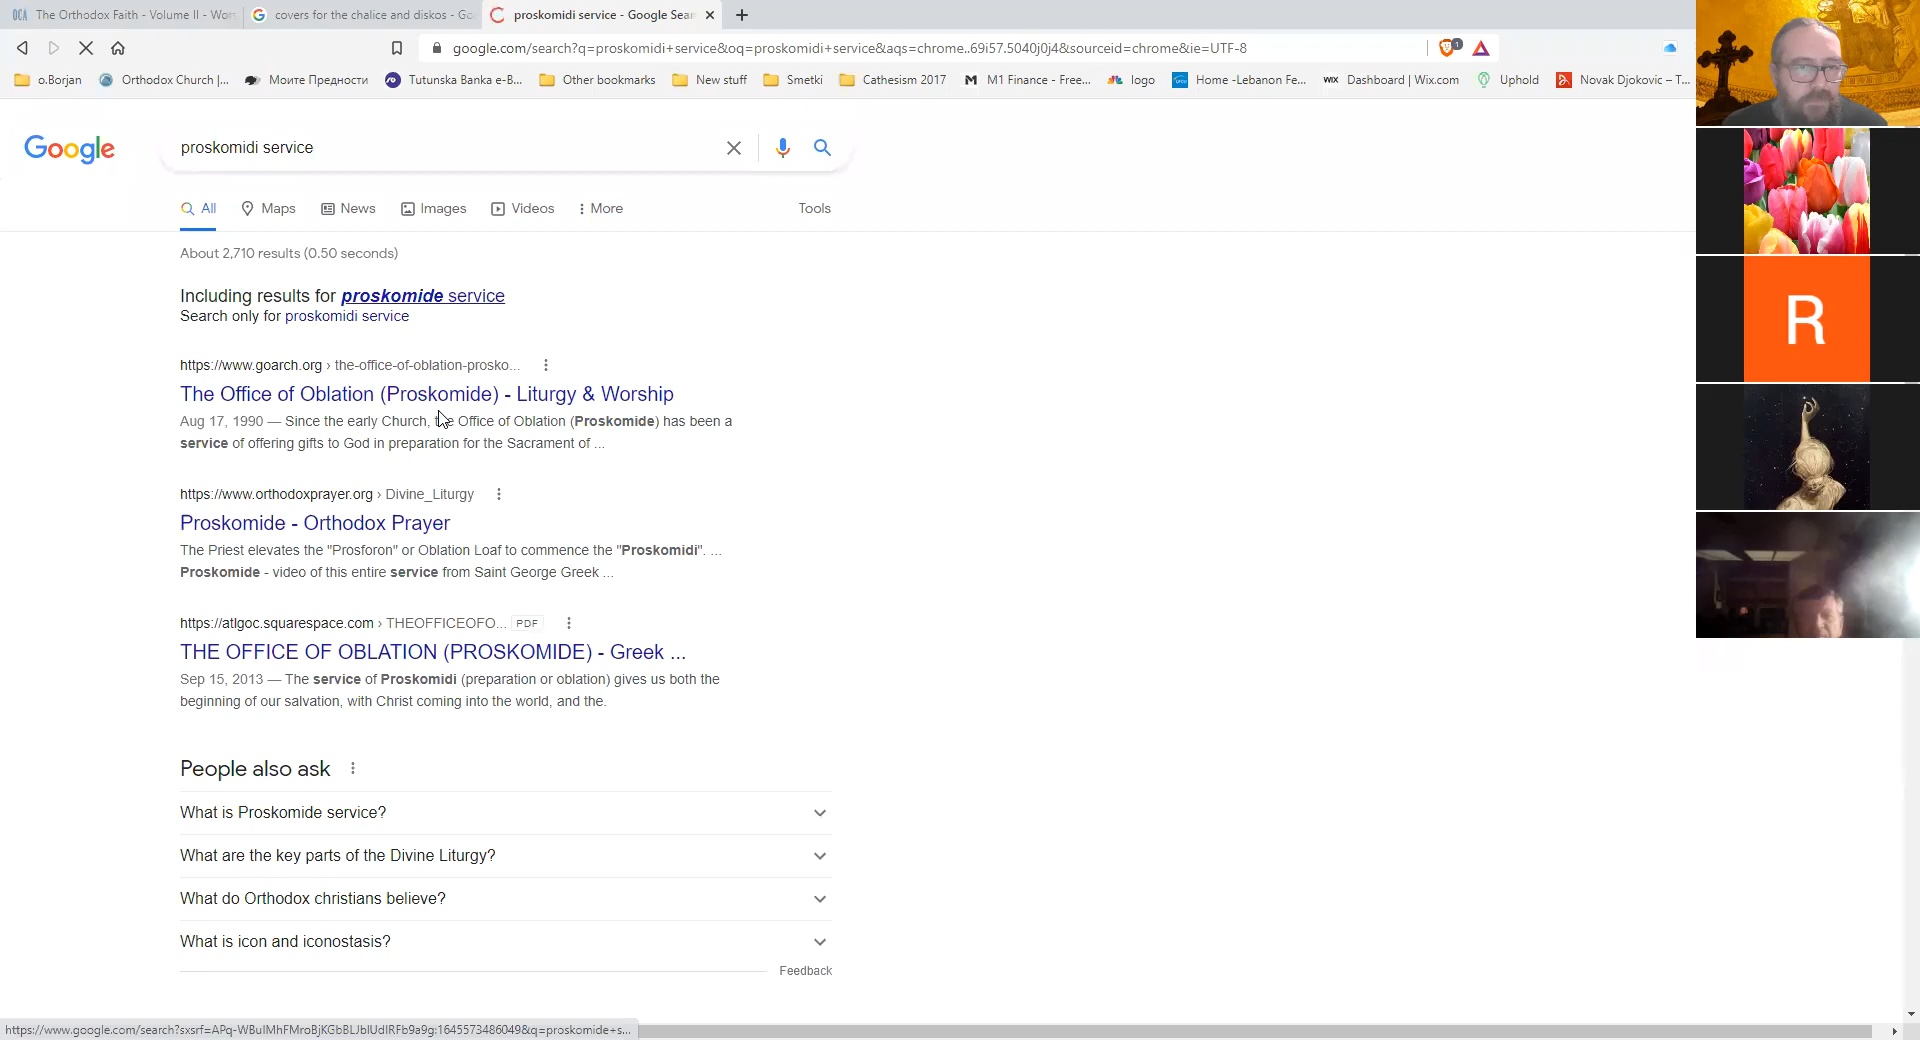 OCA The Orthodox Faith - Volume II - Wor
covers for the chalice and diskos - Go
proskomidi service - Google Sear
google.com/search?q=proskomidi+service&oq=proskomidi+service&aqs=chrome..69i57.5040j0j4&sourceid=chrome&ie=UTF-8
1
o.Borjan
Orthodox Church |...
Моите Предности
Tutunska Banka e-B...
Other bookmarks
New stuff
Smetki
Cathesism 2017
M1 Finance - Free...
logo
Home -Lebanon Fe...
WIX Dashboard | Wix.com
Uphold
Novak Djokovic – T...
Google
proskomidi service
All
Maps
News
Images
Videos
More
Tools
About 2,710 results (0.50 seconds)
Including results for proskomide service
Search only for proskomidi service
https://www.goarch.org › the-office-of-oblation-prosko...
The Office of Oblation (Proskomide) - Liturgy & Worship
Aug 17, 1990 — Since the early Church, the Office of Oblation (Proskomide) has been a
service of offering gifts to God in preparation for the Sacrament of ...
https://www.orthodoxprayer.org › Divine_Liturgy
Proskomide - Orthodox Prayer
The Priest elevates the "Prosforon" or Oblation Loaf to commence the "Proskomidi". ...
Proskomide - video of this entire service from Saint George Greek ...
https://atlgoc.squarespace.com › THEOFFICEOFO... PDF
THE OFFICE OF OBLATION (PROSKOMIDE) - Greek ...
Sep 15, 2013 — The service of Proskomidi (preparation or oblation) gives us both the
beginning of our salvation, with Christ coming into the world, and the.
People also ask
What is Proskomide service?
What are the key parts of the Divine Liturgy?
What do Orthodox christians believe?
What is icon and iconostasis?
Feedback
R